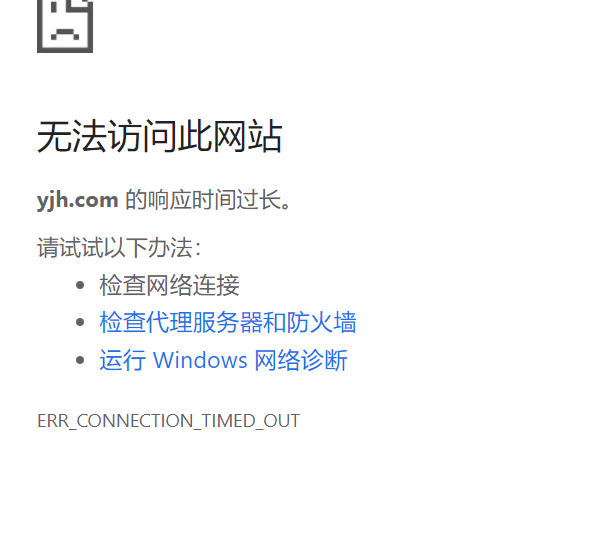 无法访问此网站
yjh.com 的响应时间过长。
请试试以下办法：
• 检查网络连接
• 检查代理服务器和防火墙
• 运行 Windows 网络诊断
ERR_CONNECTION_TIMED_OUT